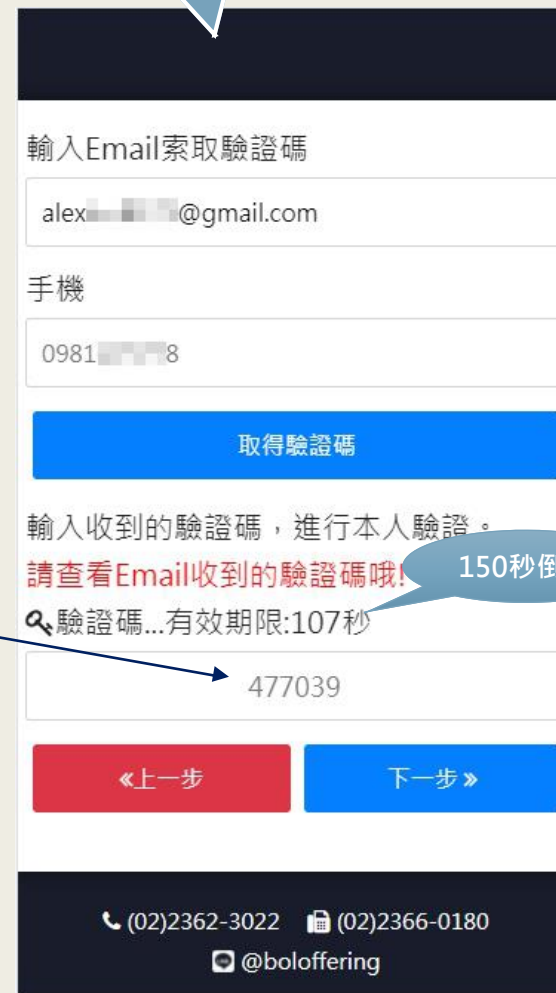 輸入Email索取驗證碼
alex @gmail.com
手機
0981 8
取得驗證碼
輸入收到的驗證碼，進行本人驗證。
請查看Email收到的驗證碼哦!
150秒倒
驗證碼...有效期限:107秒
477039
«上一步
下一步 »
(02)2362-3022 (02)2366-0180
@boloffering